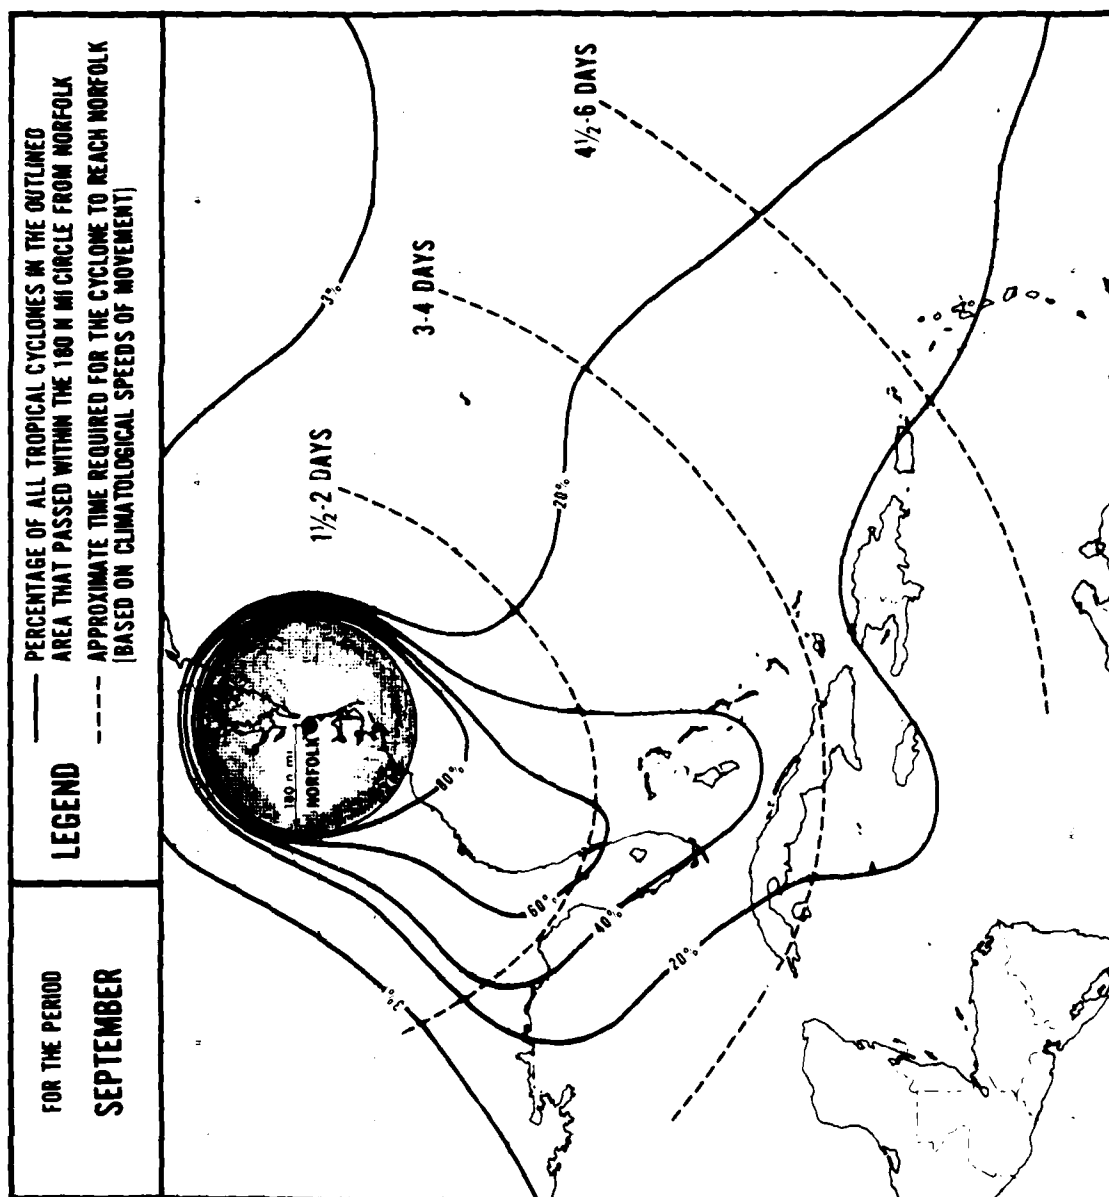 FOR THE PERIOD
SEPTEMBER
LEGEND
PERCENTAGE OF ALL TROPICAL CYCLONES IN THE OUTLINED
AREA THAT PASSED WITHIN THE 180 N MI CIRCLE FROM NORFOLK
APPROXIMATE TIME REQUIRED FOR THE CYCLONE TO REACH NORFOLK
[BASED ON CLIMATOLOGICAL SPEEDS OF MOVEMENT]
3%
3%
180 n mi
NORFOLK
80%
60%
40%
20%
20%
1½-2 DAYS
3-4 DAYS
4½-6 DAYS